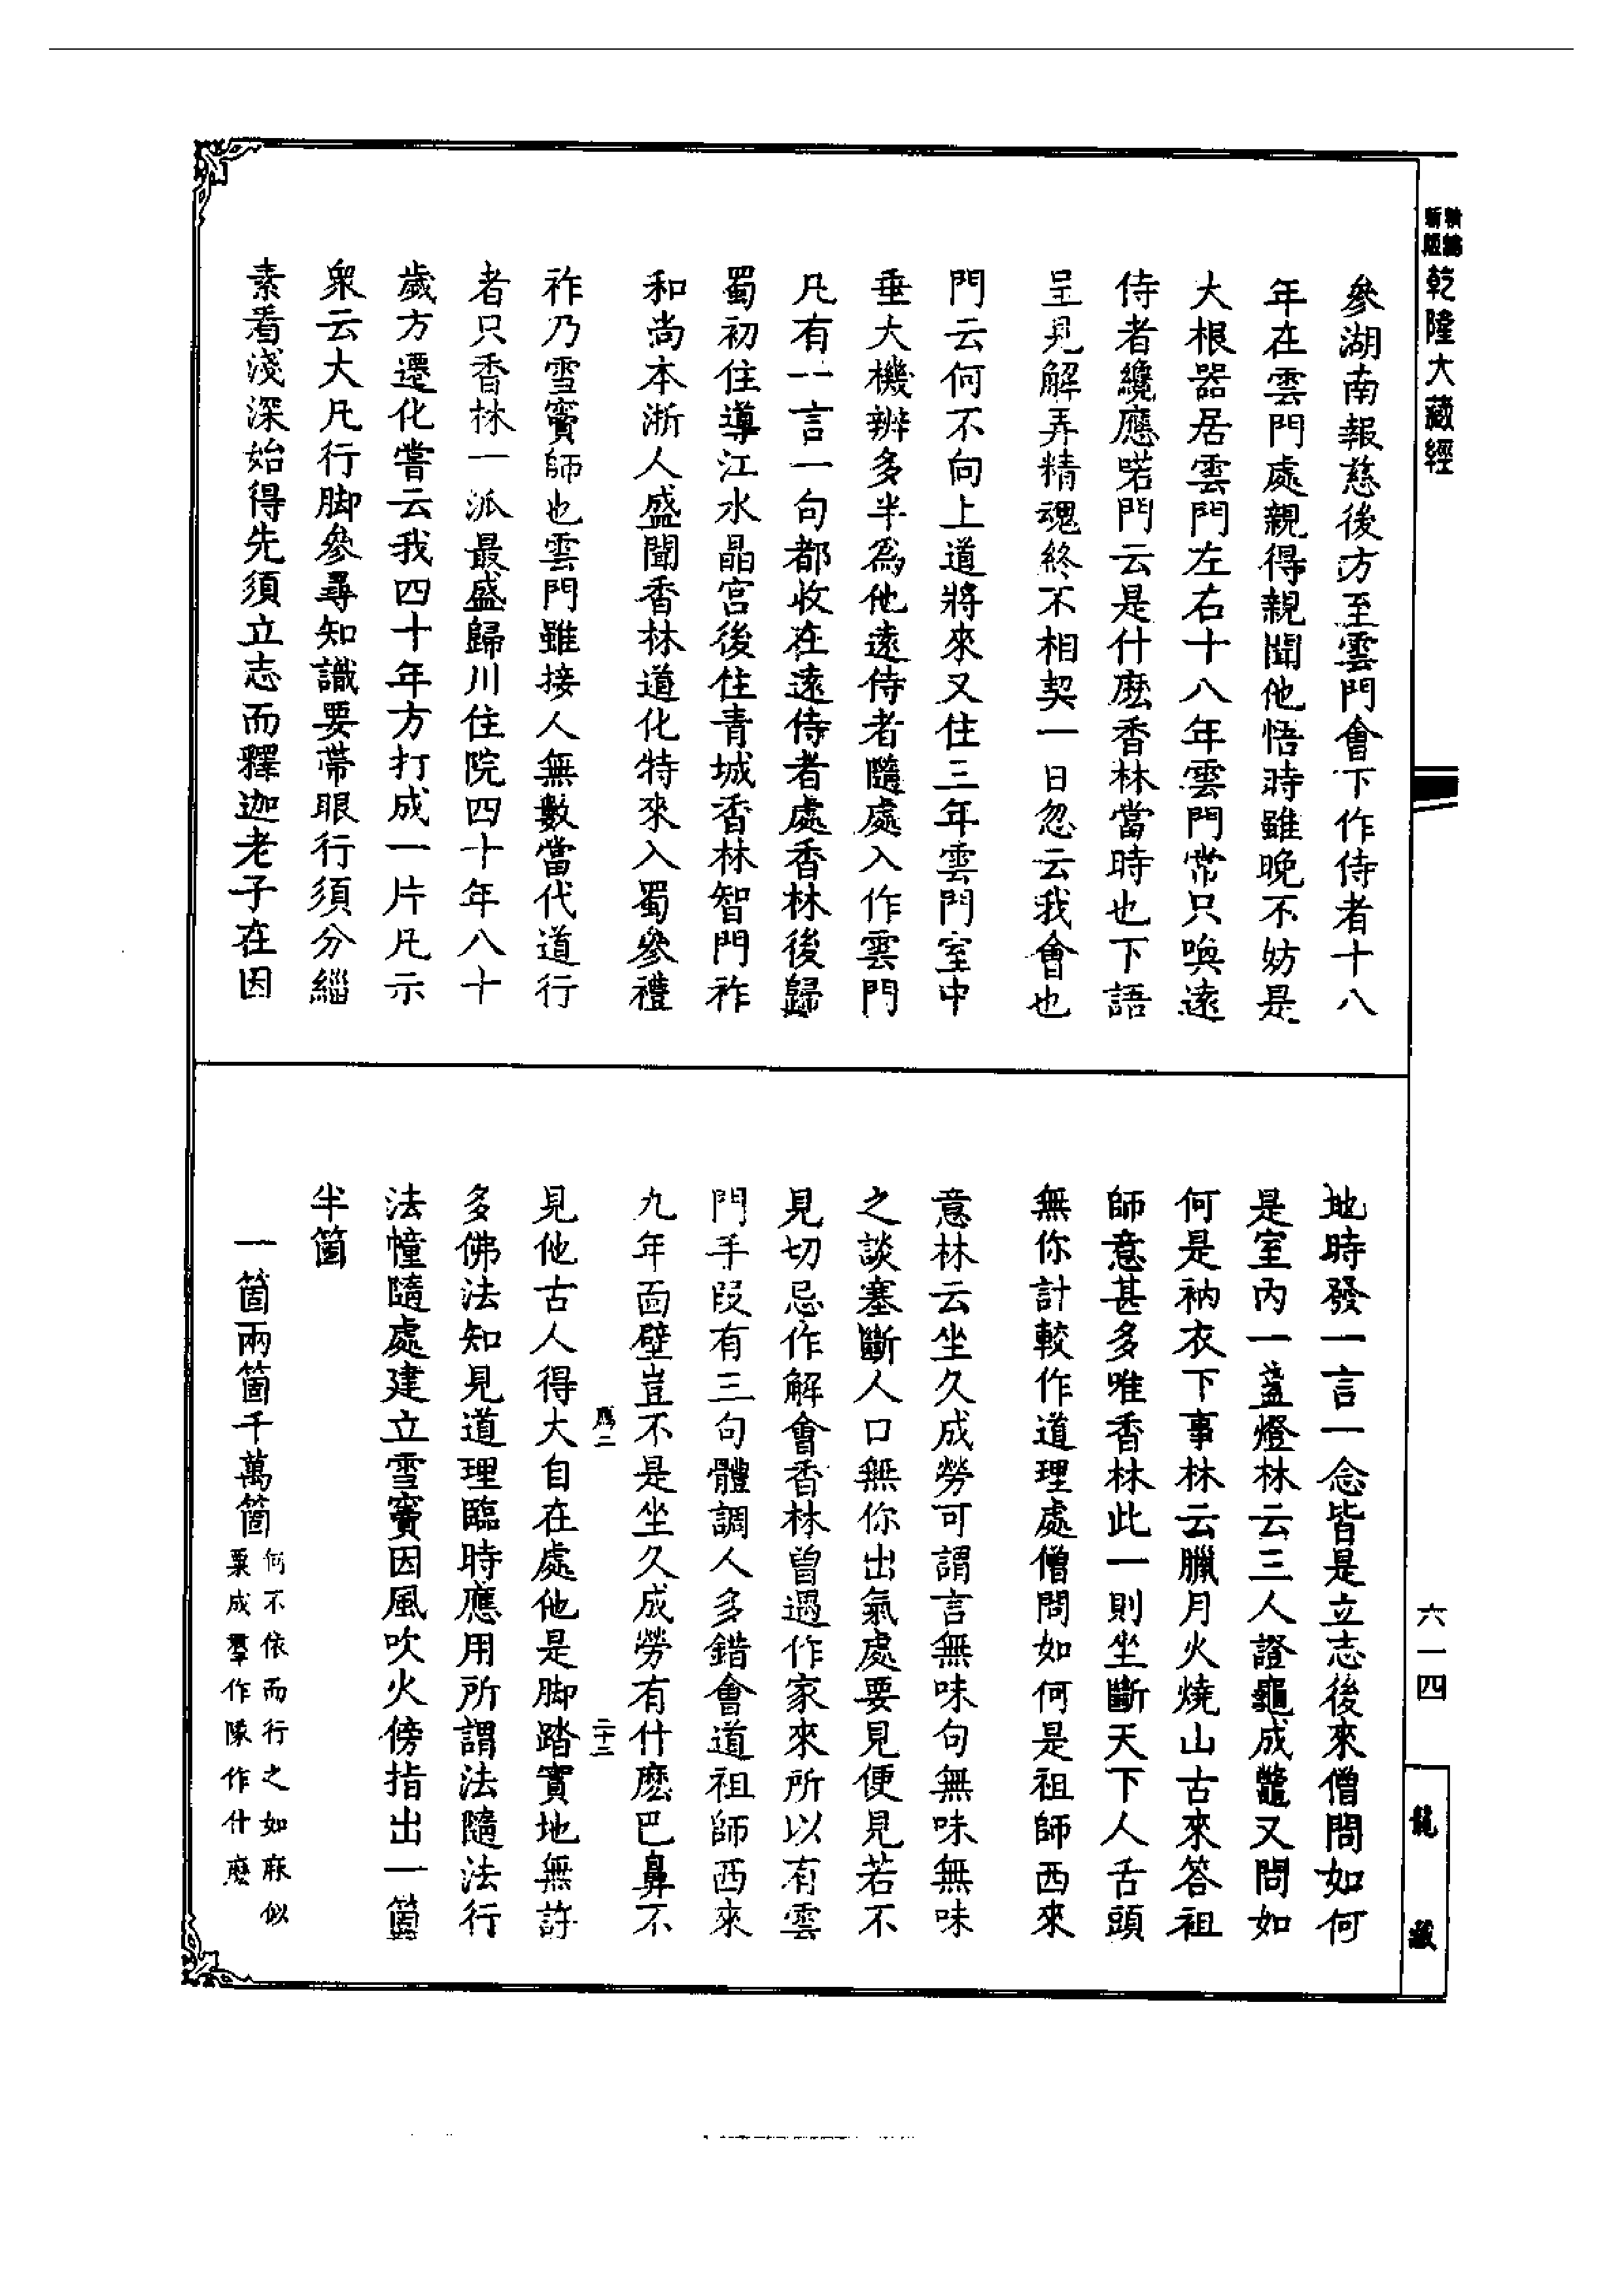 新編
新版
乾隆大藏經
參湖南報慈後方至雲門會下作侍者十八
年在雲門處親得親聞他悟時雖晚不妨是
大根器居雲門左右十八年雲門常只喚遠
侍者纔應喏門云是什麽香林當時也下語
呈見解弄精魂終不相契一日忽云我會也
門云何不向上道將來又住三年雲門室中
垂大機辨多半爲他遠侍者隨處入作雲門
凡有一言一句都收在遠侍者處香林後歸
蜀初住導江水晶宮後住青城香林智門祚
和尚本浙人盛聞香林道化特來入蜀參禮
祚乃雪竇師也雲門雖接人無數當代道行
者只香林一派最盛歸川住院四十年八十
歲方遷化嘗云我四十年方打成一片凡示
衆云大凡行脚參尋知識要帶眼行須分緇
素看淺深始得先須立志而釋迦老子在因
六一四
龍藏
地時發一言一念皆是立志後來僧問如何
是室內一盞燈林云三人證龜成鼈又問如
何是衲衣下事林云臘月火燒山古來答祖
師意甚多唯香林此一則坐斷天下人舌頭
無你計較作道理處僧問如何是祖師西來
意林云坐久成勞可謂言無味句無味無味
之談塞斷人口無你出氣處要見便見若不
見切忌作解會香林曾遇作家來所以有雲
門手段有三句體調人多錯會道祖師西來
九年面壁豈不是坐久成勞有什麽巴鼻不
二十三
見他古人得大自在處他是脚踏實地無許
多佛法知見道理臨時應用所謂法隨法行
法幢隨處建立雪竇因風吹火傍指出一箇
半箇
一箇兩箇千萬箇
何不依而行之如麻似
粟成羣作隊作什麽